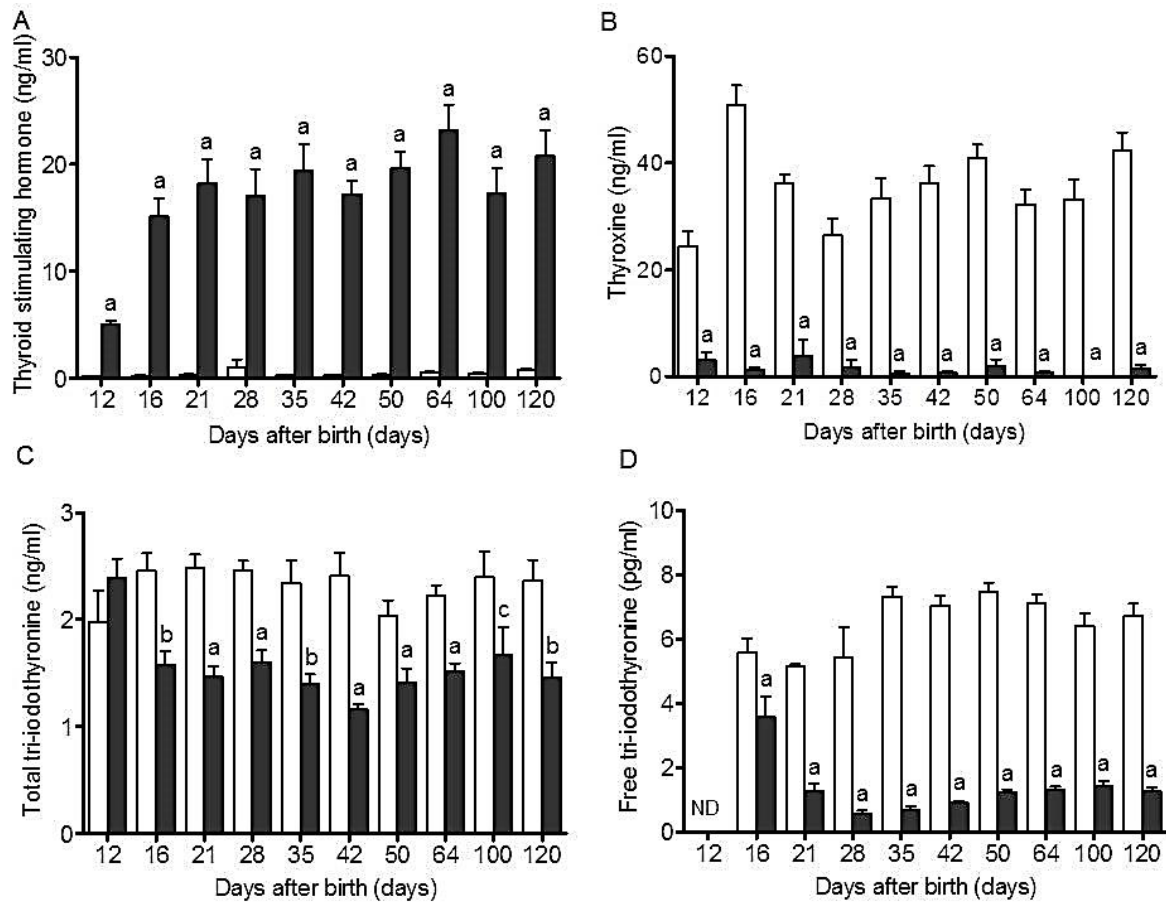 A
Thyroid stimulating homone (ng/ml)
30
20
10
0
a a a a a a a a a a
12 16 21 28 35 42 50 64 100 120
Days after birth (days)
B
Thyroxine (ng/ml)
60
40
20
0
a a a a a a a a a a
12 16 21 28 35 42 50 64 100 120
Days after birth (days)
C
Total tri-iodothyronine (ng/ml)
3
2
1
0
b a a b a a a c b
12 16 21 28 35 42 50 64 100 120
Days after birth (days)
D
Free tri-iodothyronine (pg/ml)
10
8
6
4
2
0
ND a a a a a a a a a
12 16 21 28 35 42 50 64 100 120
Days after birth (days)